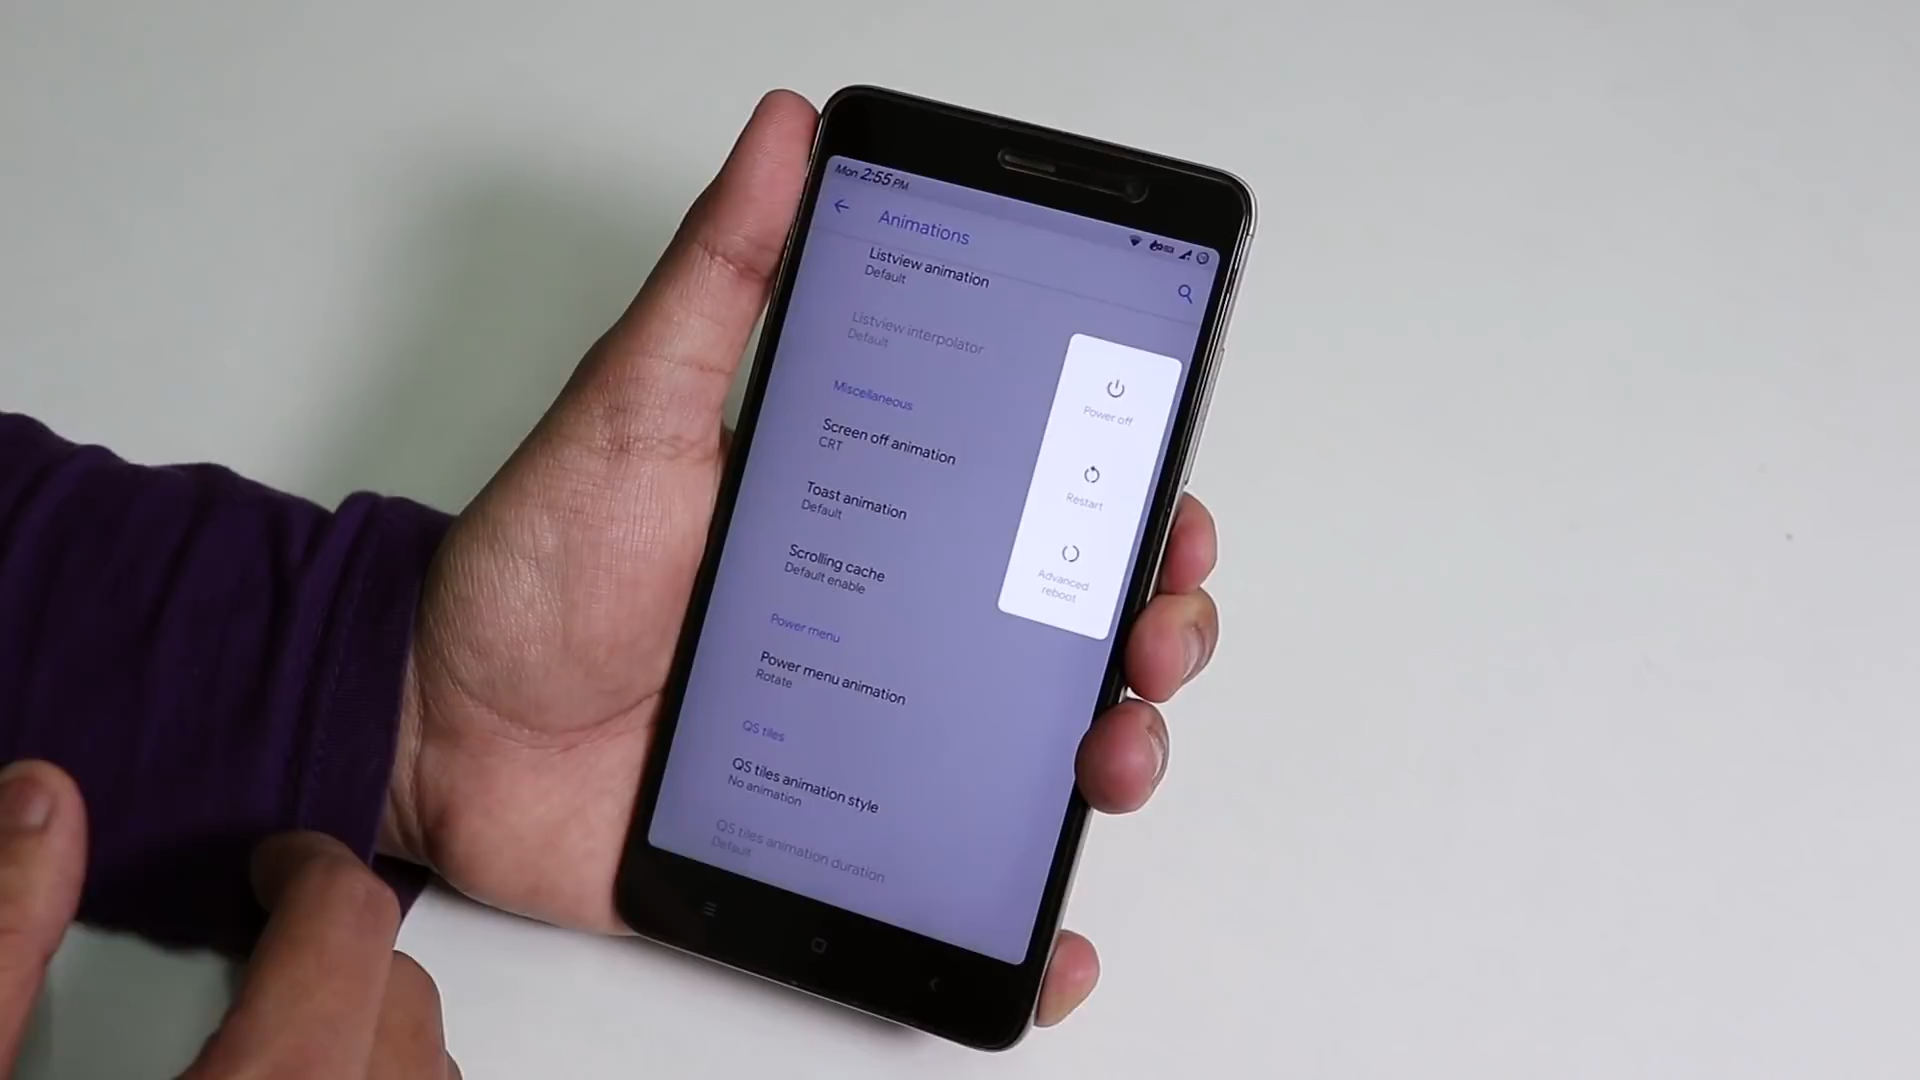 Mon 2:55 PM
Animations
Listview animation
Default
Listview interpolator
Default
Miscellaneous
Screen off animation
CRT
Toast animation
Default
Scrolling cache
Default enable
Power menu
Power menu animation
Rotate
QS tiles
QS tiles animation style
No animation
QS tiles animation duration
Default
Power off
Restart
Advanced
reboot